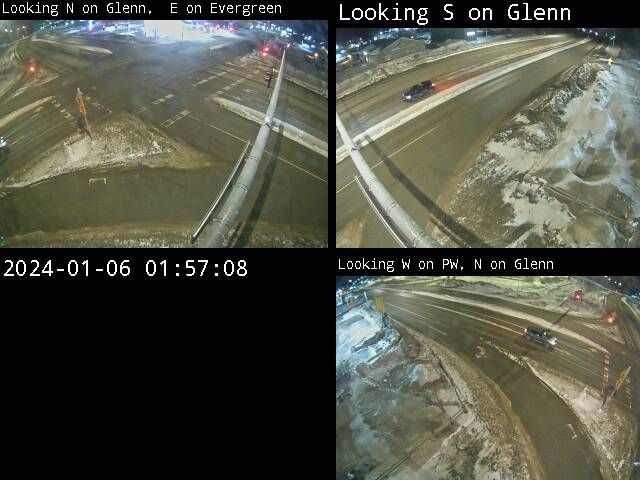 Looking N on Glenn, E on Evergreen
Looking S on Glenn
2024-01-06 01:57:08
Looking W on PW, N on Glenn